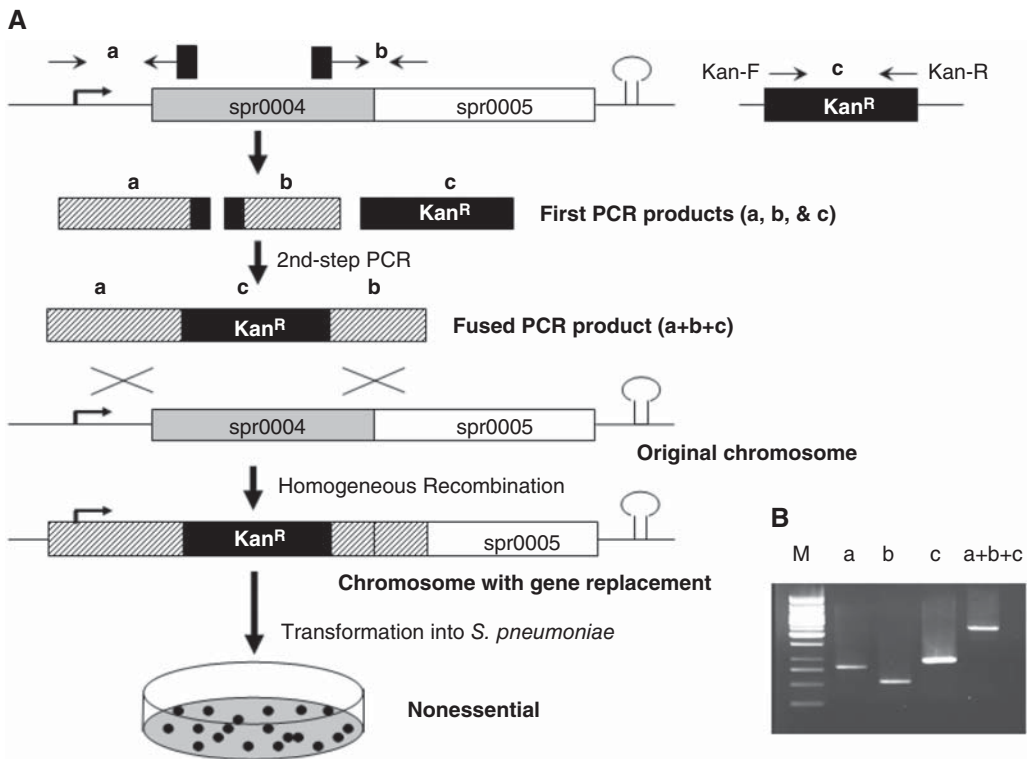 A
a
b
Kan-F
c
Kan-R
spr0004
spr0005
Kanᴿ
a
b
c
Kanᴿ
First PCR products (a, b, & c)
2nd-step PCR
a
c
b
Kanᴿ
Fused PCR product (a+b+c)
spr0004
spr0005
Original chromosome
Homogeneous Recombination
Kanᴿ
spr0005
Chromosome with gene replacement
Transformation into S. pneumoniae
Nonessential
B
M a b c a+b+c